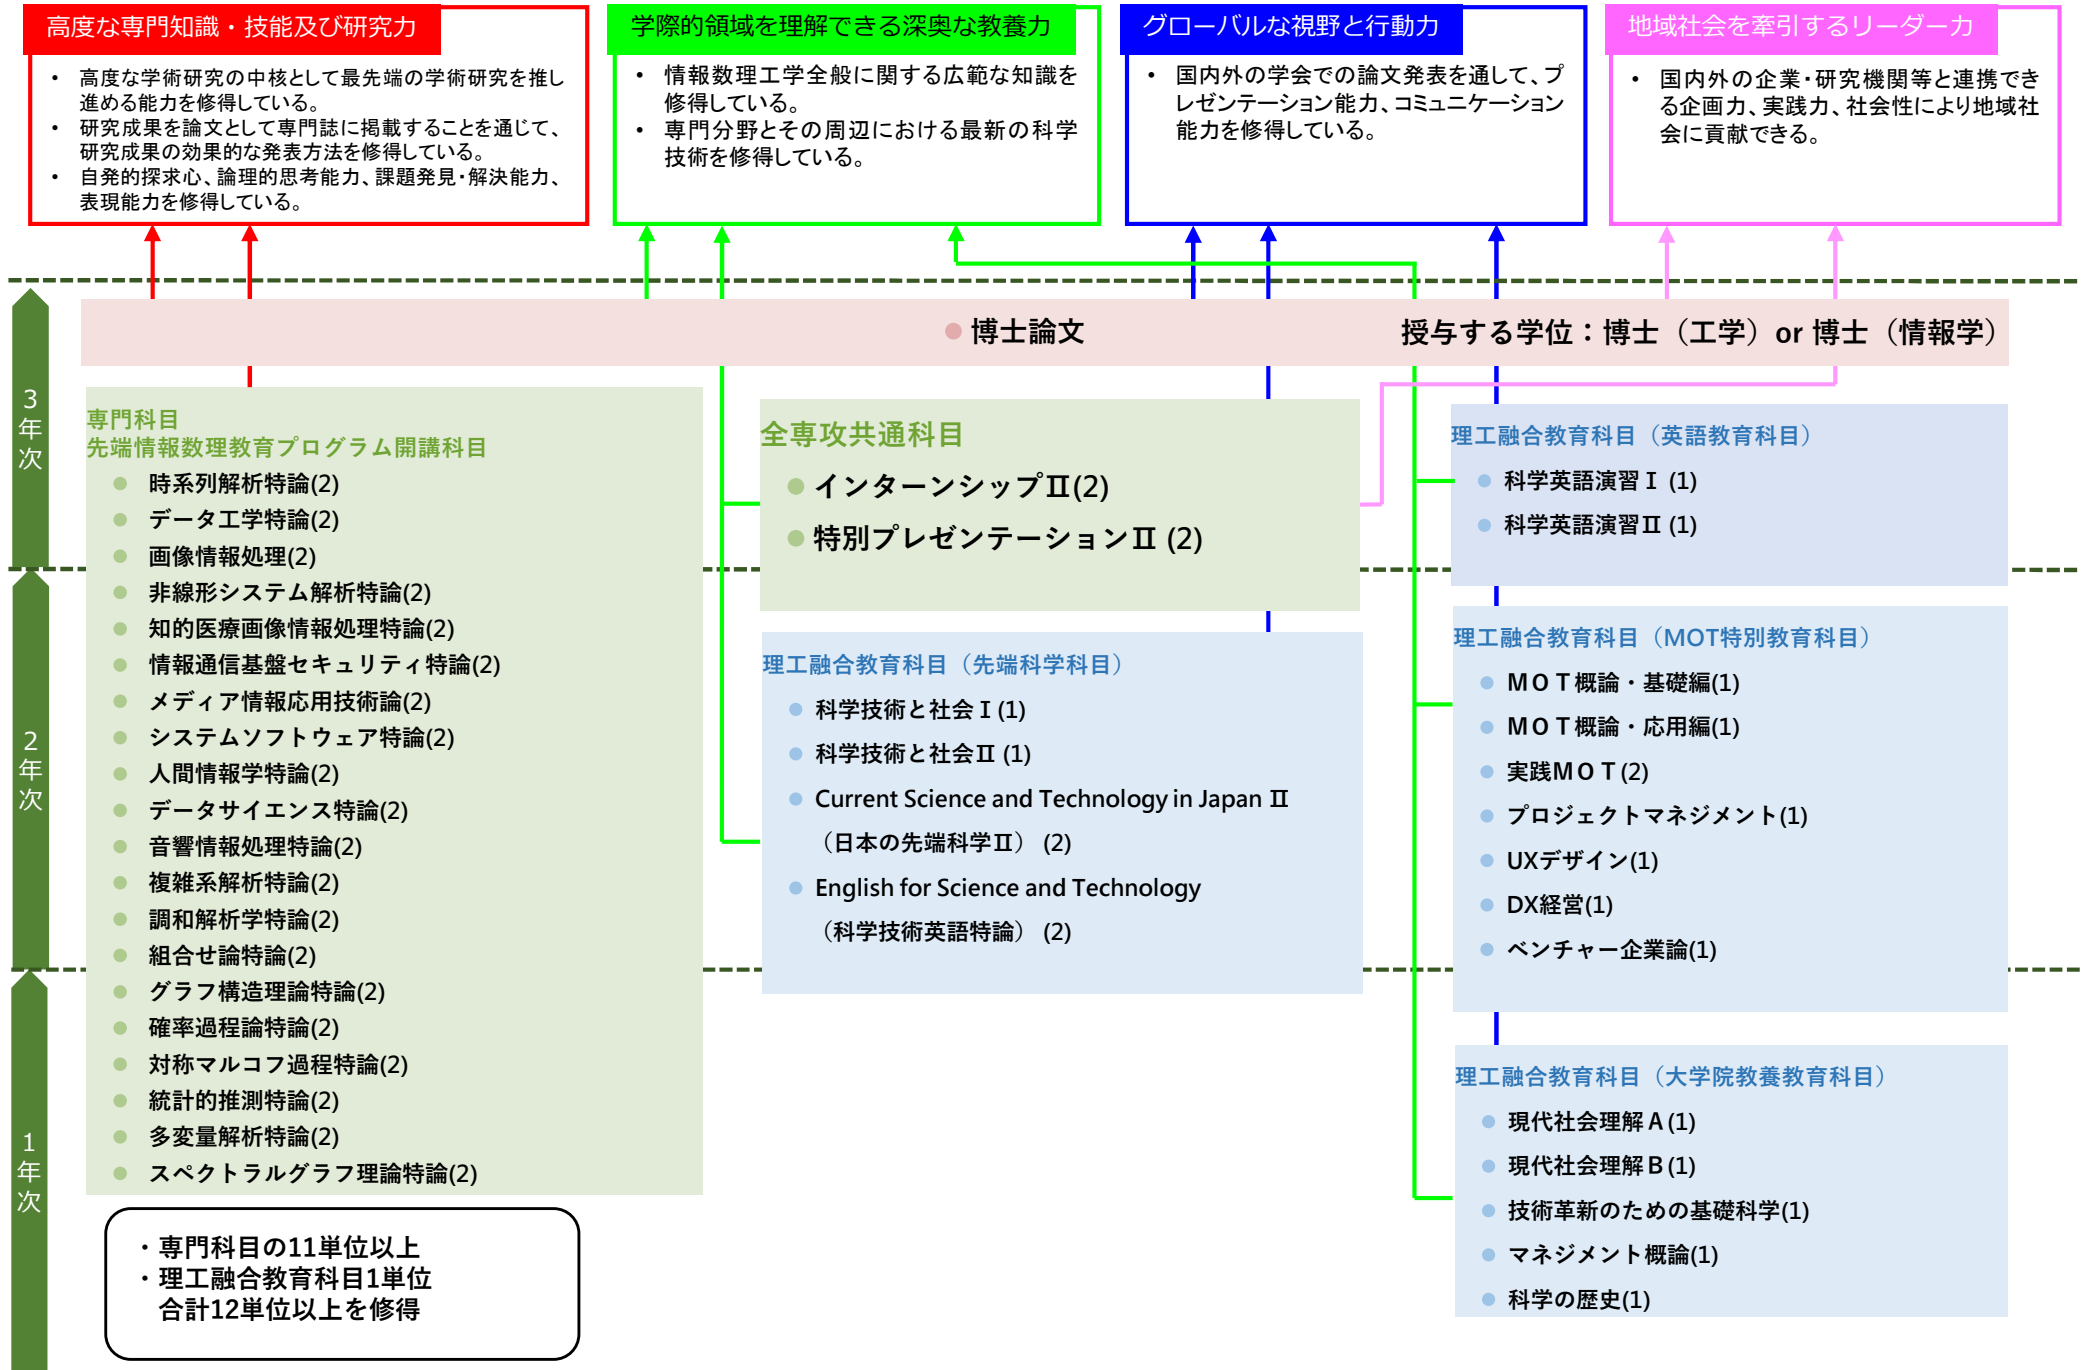 高度な専門知識・技能及び研究力
• 高度な学術研究の中核として最先端の学術研究を推し
進める能力を修得している。
• 研究成果を論文として専門誌に掲載することを通じて、
研究成果の効果的な発表方法を修得している。
• 自発的探求心、論理的思考能力、課題発見・解決能力、
表現能力を修得している。
学際的領域を理解できる深奥な教養力
• 情報数理工学全般に関する広範な知識を
修得している。
• 専門分野とその周辺における最新の科学
技術を修得している。
グローバルな視野と行動力
• 国内外の学会での論文発表を通して、プ
レゼンテーション能力、コミュニケーション
能力を修得している。
地域社会を牽引するリーダー力
• 国内外の企業・研究機関等と連携でき
る企画力、実践力、社会性により地域社
会に貢献できる。
3年次
2年次
1年次
● 博士論文
授与する学位：博士（工学）or 博士（情報学）
専門科目
先端情報数理教育プログラム開講科目
● 時系列解析特論(2)
● データ工学特論(2)
● 画像情報処理(2)
● 非線形システム解析特論(2)
● 知的医療画像情報処理特論(2)
● 情報通信基盤セキュリティ特論(2)
● メディア情報応用技術論(2)
● システムソフトウェア特論(2)
● 人間情報学特論(2)
● データサイエンス特論(2)
● 音響情報処理特論(2)
● 複雑系解析特論(2)
● 調和解析学特論(2)
● 組合せ論特論(2)
● グラフ構造理論特論(2)
● 確率過程論特論(2)
● 対称マルコフ過程特論(2)
● 統計的推測特論(2)
● 多変量解析特論(2)
● スペクトラルグラフ理論特論(2)
・専門科目の11単位以上
・理工融合教育科目1単位
合計12単位以上を修得
全専攻共通科目
● インターンシップⅡ(2)
● 特別プレゼンテーションⅡ (2)
理工融合教育科目（先端科学科目）
● 科学技術と社会Ⅰ(1)
● 科学技術と社会Ⅱ (1)
● Current Science and Technology in Japan Ⅱ
（日本の先端科学Ⅱ） (2)
● English for Science and Technology
（科学技術英語特論） (2)
理工融合教育科目（英語教育科目）
● 科学英語演習Ⅰ (1)
● 科学英語演習Ⅱ (1)
理工融合教育科目（MOT特別教育科目）
● ＭＯＴ概論・基礎編(1)
● ＭＯＴ概論・応用編(1)
● 実践ＭＯＴ(2)
● プロジェクトマネジメント(1)
● UXデザイン(1)
● DX経営(1)
● ベンチャー企業論(1)
理工融合教育科目（大学院教養教育科目）
● 現代社会理解Ａ(1)
● 現代社会理解Ｂ(1)
● 技術革新のための基礎科学(1)
● マネジメント概論(1)
● 科学の歴史(1)